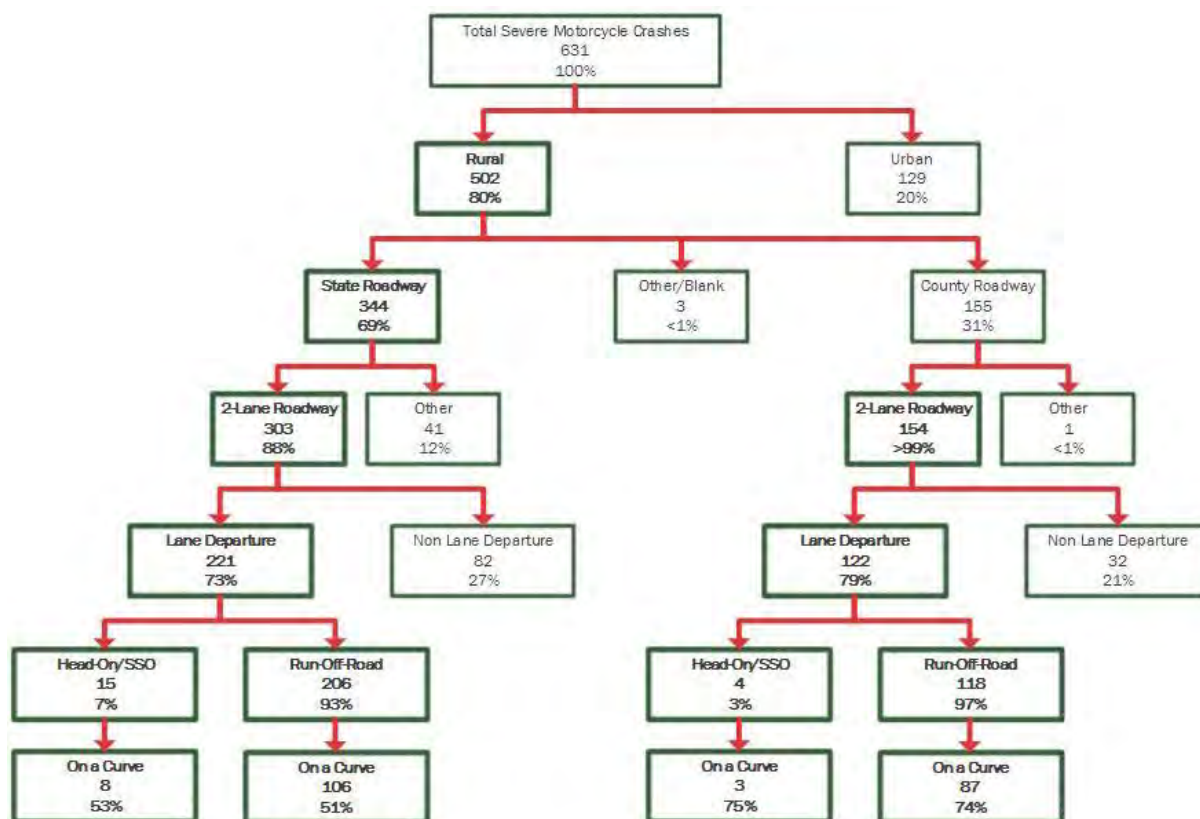 Total Severe Motorcycle Crashes
631
100%
Rural
502
80%
Urban
129
20%
State Roadway
344
69%
Other/Blank
3
<1%
County Roadway
155
31%
2-Lane Roadway
303
88%
Other
41
12%
2-Lane Roadway
154
>99%
Other
1
<1%
Lane Departure
221
73%
Non Lane Departure
82
27%
Lane Departure
122
79%
Non Lane Departure
32
21%
Head-On/SSO
15
7%
Run-Off-Road
206
93%
Head-On/SSO
4
3%
Run-Off-Road
118
97%
On a Curve
8
53%
On a Curve
106
51%
On a Curve
3
75%
On a Curve
87
74%